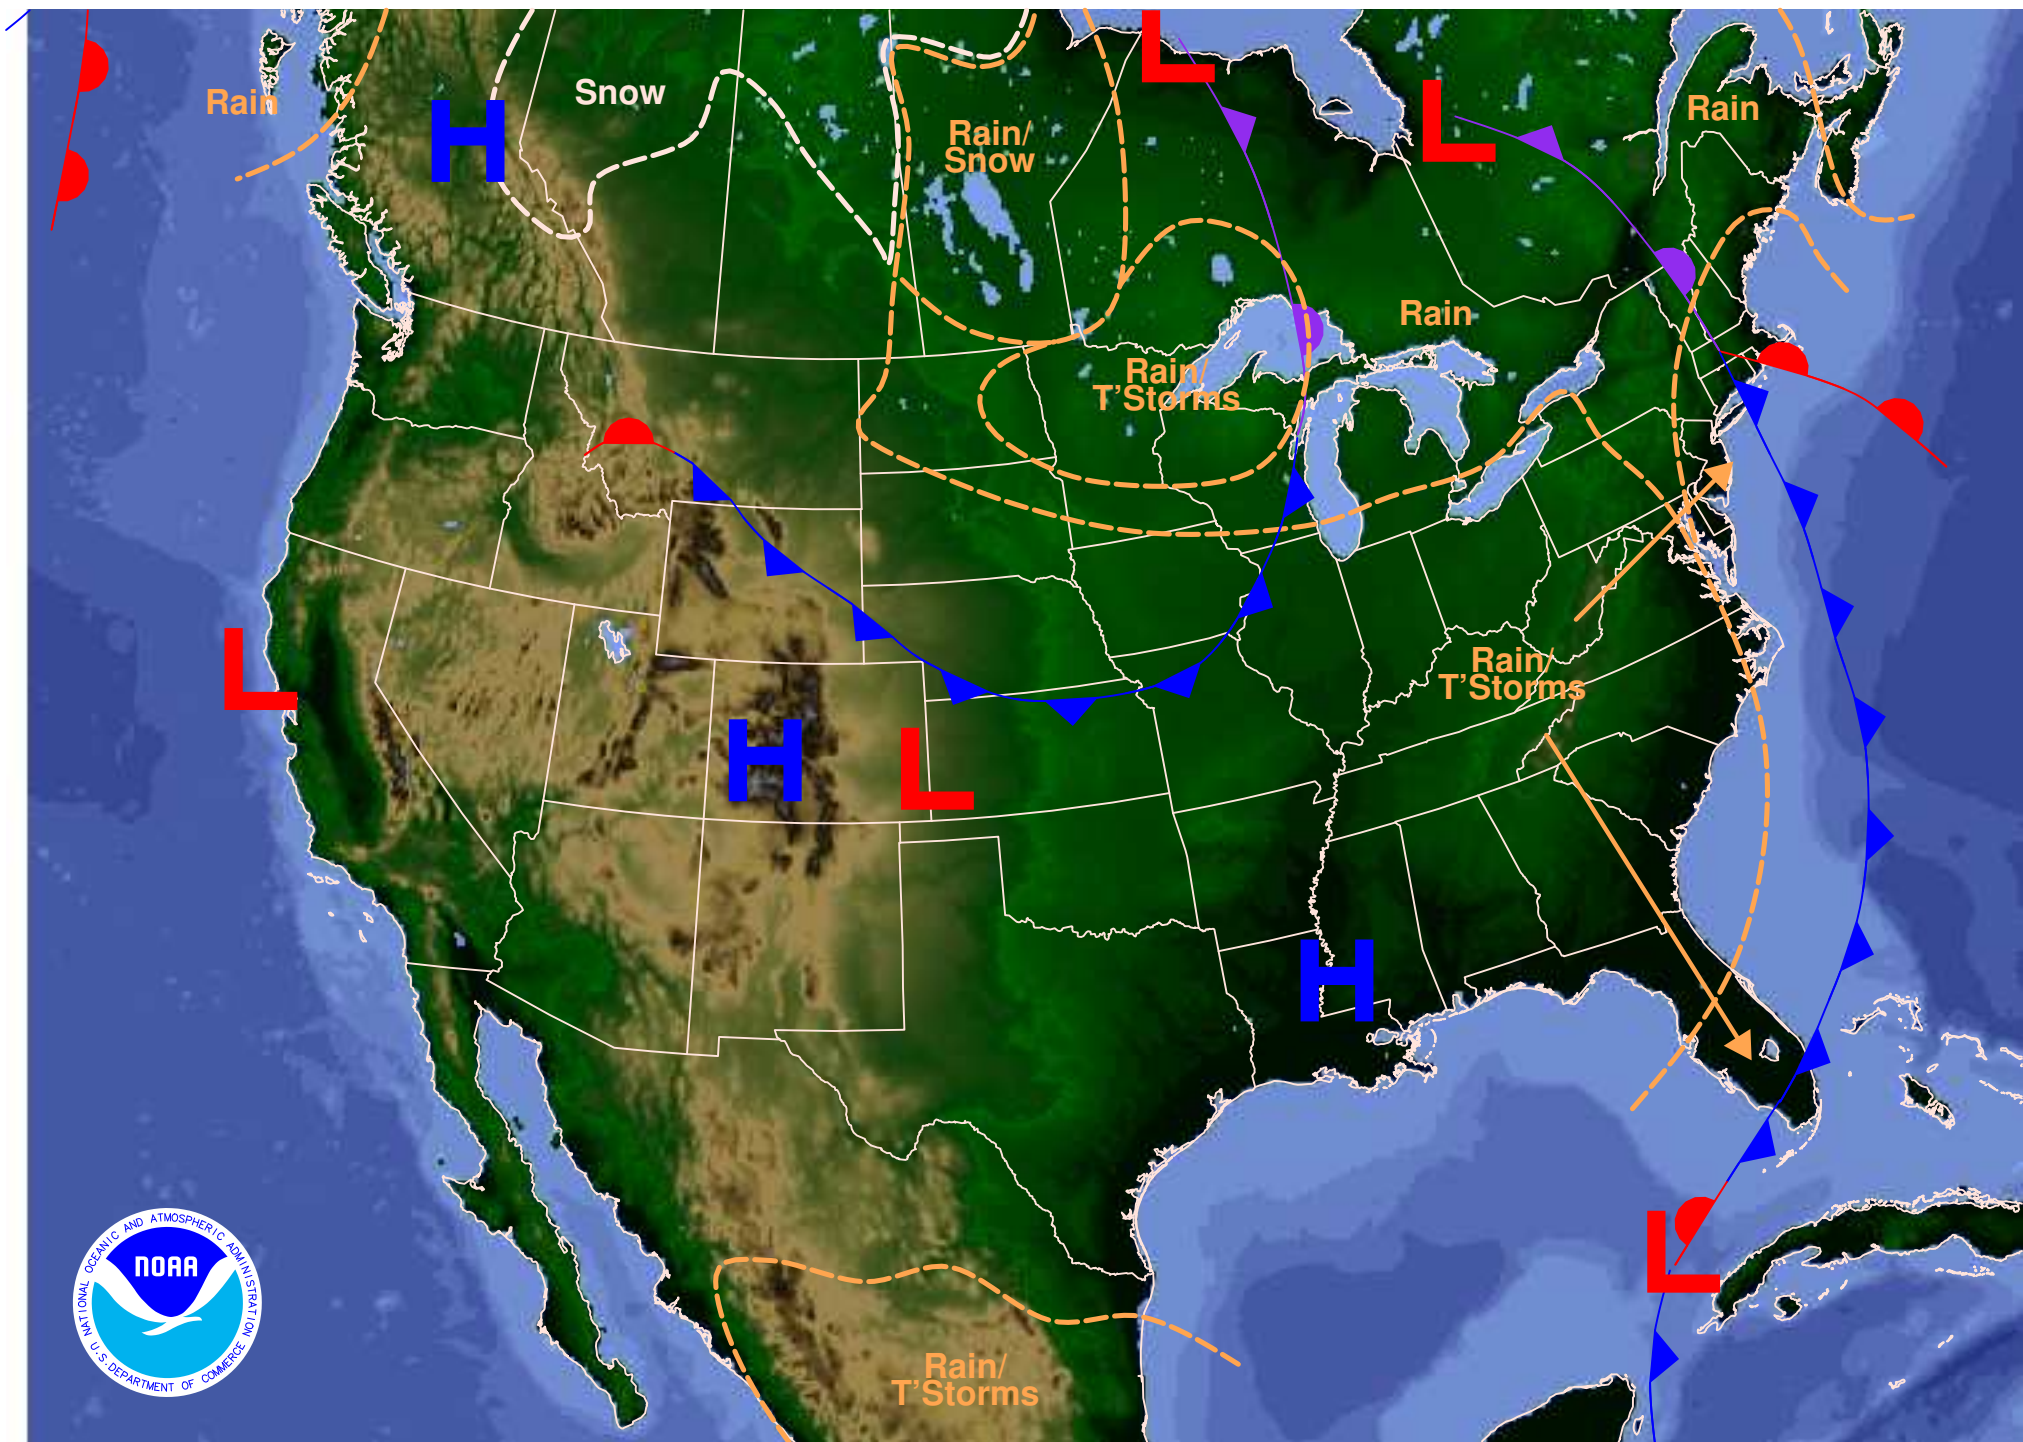 L
L
Rain
H
Snow
Rain/
Snow
Rain
Rain
Rain/
T'Storms
L
H
L
Rain/
T'Storms
H
L
Rain/
T'Storms
NATIONAL OCEANIC AND ATMOSPHERIC ADMINISTRATION
NOAA
U.S. DEPARTMENT OF COMMERCE